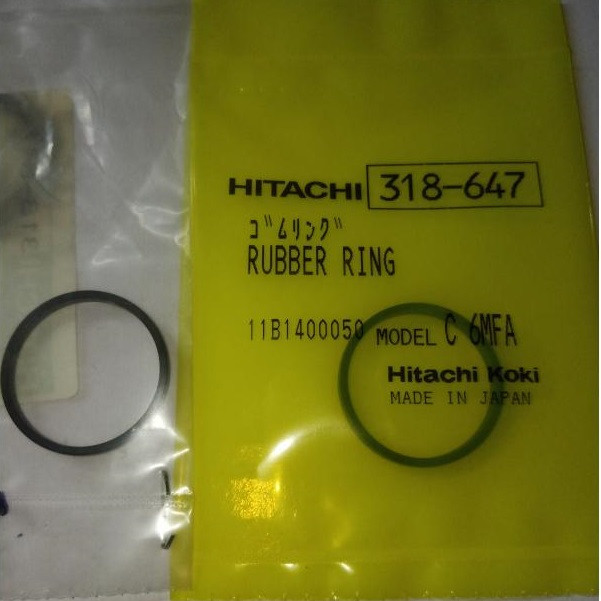 HITACHI 318-647
ｺﾞﾑﾘﾝｸﾞ
RUBBER RING
11B1400050 MODEL C 6MFA
Hitachi Koki
MADE IN JAPAN